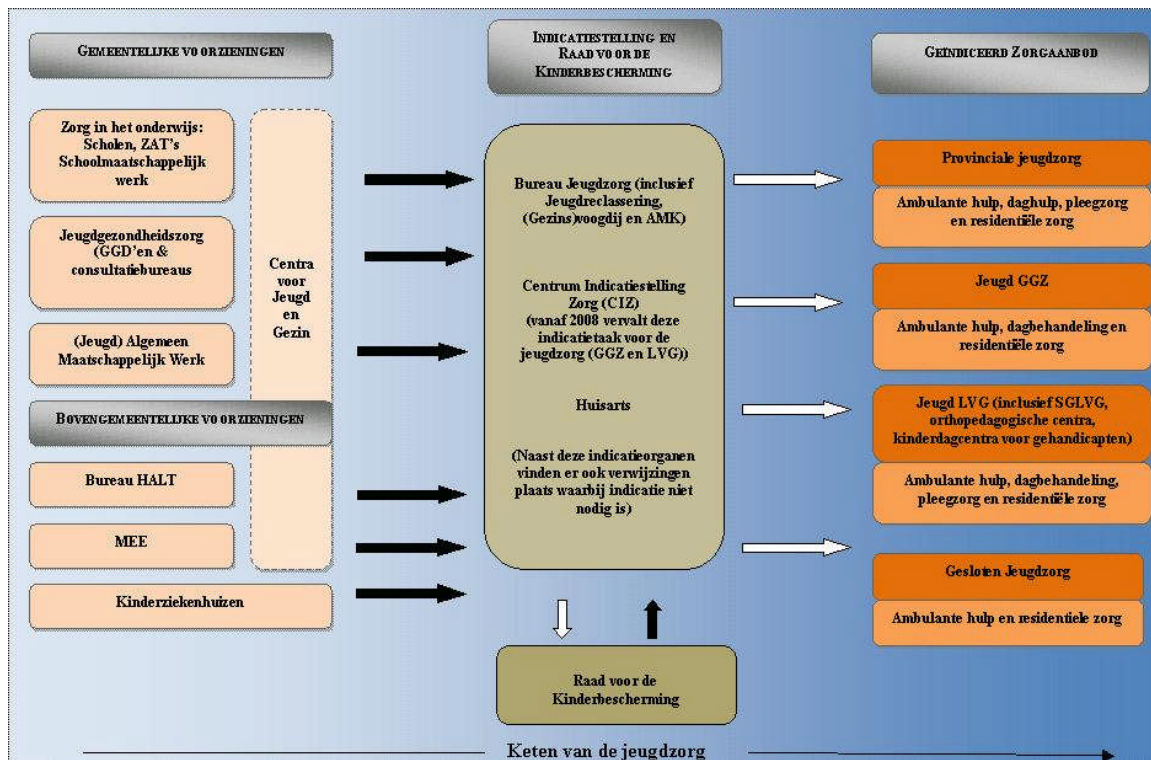 GEMEENTELIJKE VOORZIENINGEN
Zorg in het onderwijs:
Scholen, ZAT's
Schoolmaatschappelijk
werk
Jeugdgezondheidszorg
(GGD'en &
consultatiebureaus
(Jeugd) Algemeen
Maatschappelijk Werk
Centra
voor
Jeugd
en
Gezin
BOVENGEMEENTELIJKE VOORZIENINGEN
Bureau HALT
MEE
Kinderziekenhuizen
INDICATIESTELLING EN
RAAD VOOR DE
KINDERBESCHERMING
Bureau Jeugdzorg (inclusief
Jeugdreclassering,
(Gezins)voogdij en AMK)
Centrum Indicatiestelling
Zorg (CIZ)
(vanaf 2008 vervalt deze
indicatietaak voor de
jeugdzorg (GGZ en LVG))
Huisarts
(Naast deze indicatieorganen
vinden er ook verwijzingen
plaats waarbij indicatie niet
nodig is)
Raad voor de
Kinderbescherming
GEÏNDICEERD ZORGAANBOD
Provinciale jeugdzorg
Ambulante hulp, daghulp, pleegzorg
en residentiële zorg
Jeugd GGZ
Ambulante hulp, dagbehandeling en
residentiële zorg
Jeugd LVG (inclusief SGLVG,
orthopedagogische centra,
kinderdagcentra voor gehandicapten)
Ambulante hulp, dagbehandeling,
pleegzorg en residentiële zorg
Gesloten Jeugdzorg
Ambulante hulp en residentiele zorg
Keten van de jeugdzorg